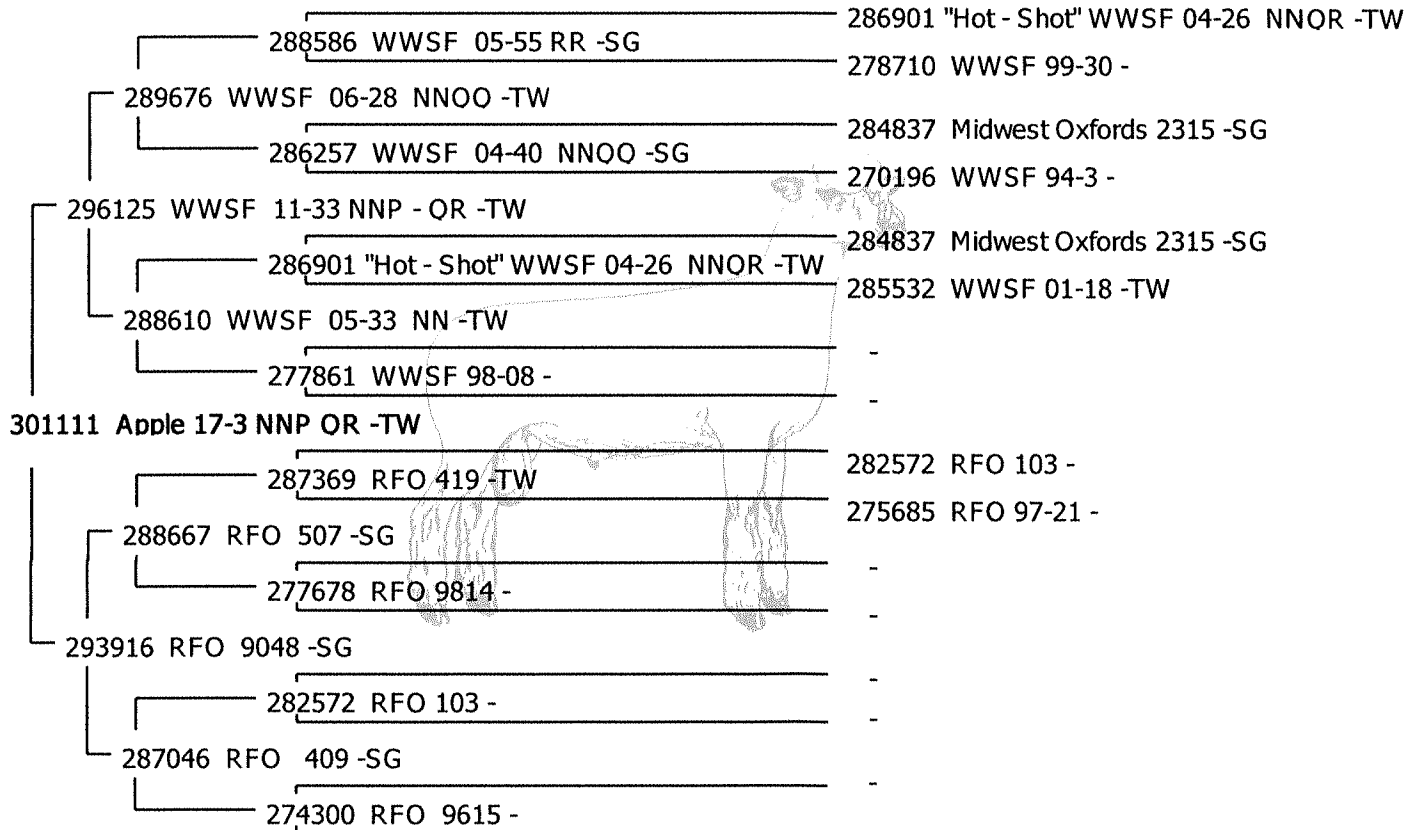 286901 "Hot - Shot" WWSF 04-26 NNQR -TW
288586 WWSF 05-55 RR -SG
278710 WWSF 99-30 -
289676 WWSF 06-28 NNQQ -TW
284837 Midwest Oxfords 2315 -SG
286257 WWSF 04-40 NNQQ -SG
270196 WWSF 94-3 -
296125 WWSF 11-33 NNP - QR -TW
284837 Midwest Oxfords 2315 -SG
286901 "Hot - Shot" WWSF 04-26 NNQR -TW
285532 WWSF 01-18 -TW
288610 WWSF 05-33 NN -TW
-
277861 WWSF 98-08 -
-
301111 Apple 17-3 NNP QR -TW
282572 RFO 103 -
287369 RFO 419 -TW
275685 RFO 97-21 -
288667 RFO 507 -SG
-
277678 RFO 9814 -
-
293916 RFO 9048 -SG
-
282572 RFO 103 -
-
287046 RFO 409 -SG
-
274300 RFO 9615 -